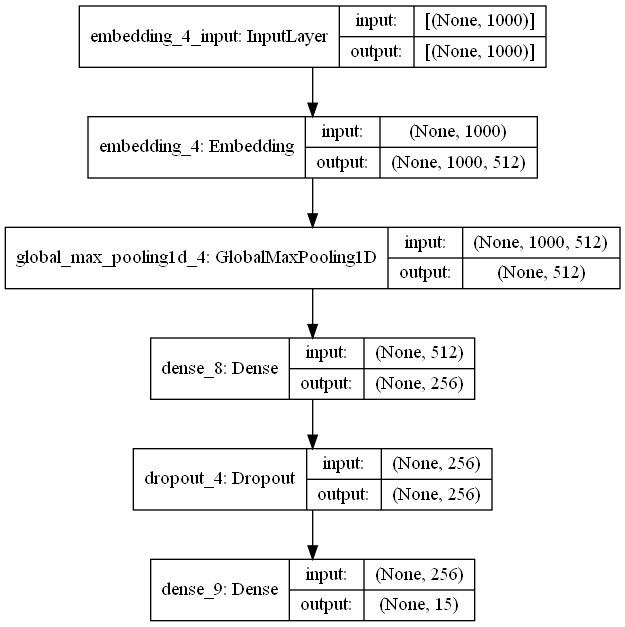 embedding_4_input: InputLayer
input: [(None, 1000)]
output: [(None, 1000)]
embedding_4: Embedding
input: (None, 1000)
output: (None, 1000, 512)
global_max_pooling1d_4: GlobalMaxPooling1D
input: (None, 1000, 512)
output: (None, 512)
dense_8: Dense
input: (None, 512)
output: (None, 256)
dropout_4: Dropout
input: (None, 256)
output: (None, 256)
dense_9: Dense
input: (None, 256)
output: (None, 15)